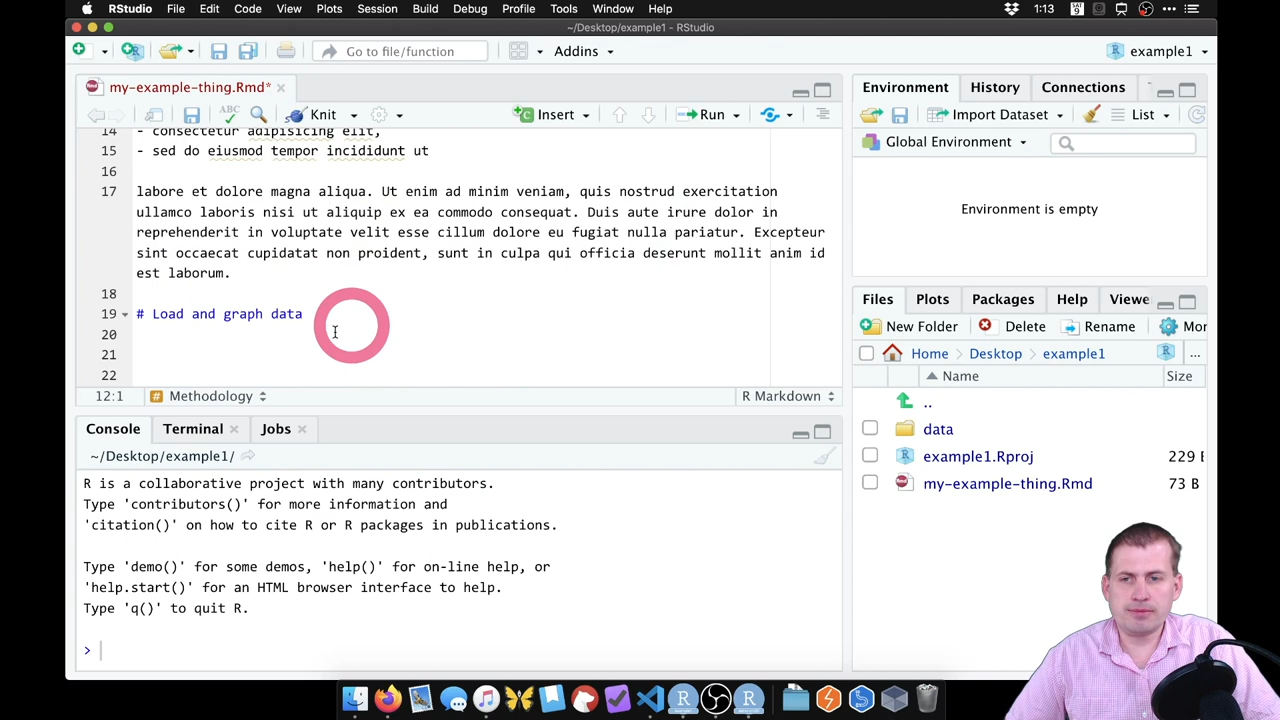 RStudio File Edit Code View Plots Session Build Debug Profile Tools Window Help 1:13
~/Desktop/example1 - RStudio
Go to file/function Addins example1
my-example-thing.Rmd*
ABC Knit Insert Run
14 - consectetur adipisicing elit,
15 - sed do eiusmod tempor incididunt ut
16
17 labore et dolore magna aliqua. Ut enim ad minim veniam, quis nostrud exercitation
ullamco laboris nisi ut aliquip ex ea commodo consequat. Duis aute irure dolor in
reprehenderit in voluptate velit esse cillum dolore eu fugiat nulla pariatur. Excepteur
sint occaecat cupidatat non proident, sunt in culpa qui officia deserunt mollit anim id
est laborum.
18
19 # Load and graph data
20
21
22
12:1 # Methodology R Markdown
Console Terminal Jobs
~/Desktop/example1/
R is a collaborative project with many contributors.
Type 'contributors()' for more information and
'citation()' on how to cite R or R packages in publications.
Type 'demo()' for some demos, 'help()' for on-line help, or
'help.start()' for an HTML browser interface to help.
Type 'q()' to quit R.
>
Environment History Connections
Import Dataset List
Global Environment
Environment is empty
Files Plots Packages Help Viewe
New Folder Delete Rename Mor
Home Desktop example1 ...
Name Size
..
data
example1.Rproj 229 B
my-example-thing.Rmd 73 B